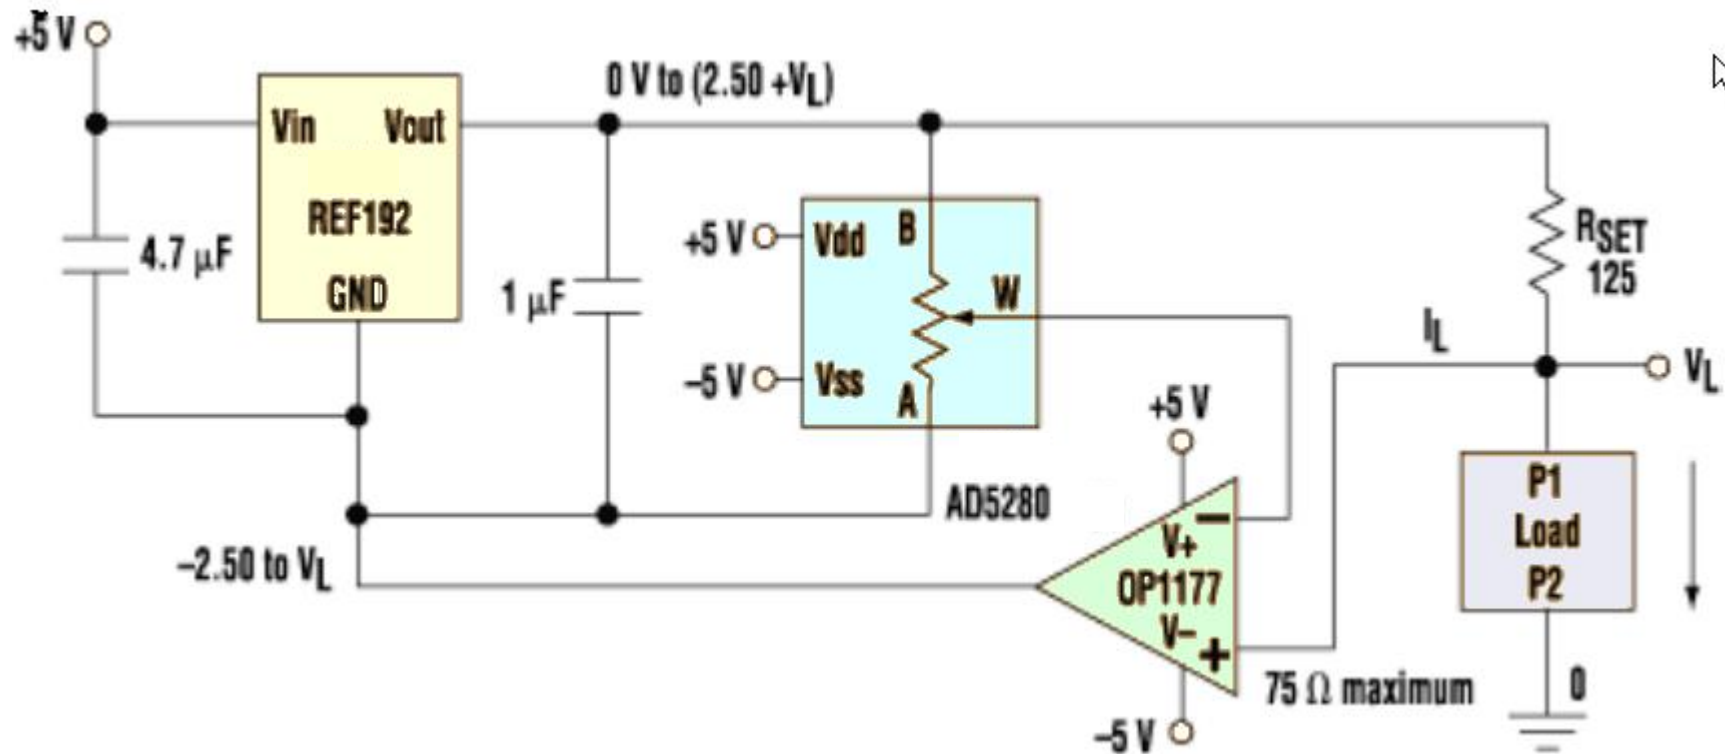 +5 V
0 V to (2.50 +VL)
Vin
Vout
REF192
GND
4.7 µF
1 µF
+5 V
Vdd
B
W
–5 V
Vss
A
RSET
125
IL
VL
+5 V
AD5280
–2.50 to VL
–
V+
OP1177
V–
+
P1
Load
P2
75 Ω maximum
0
–5 V